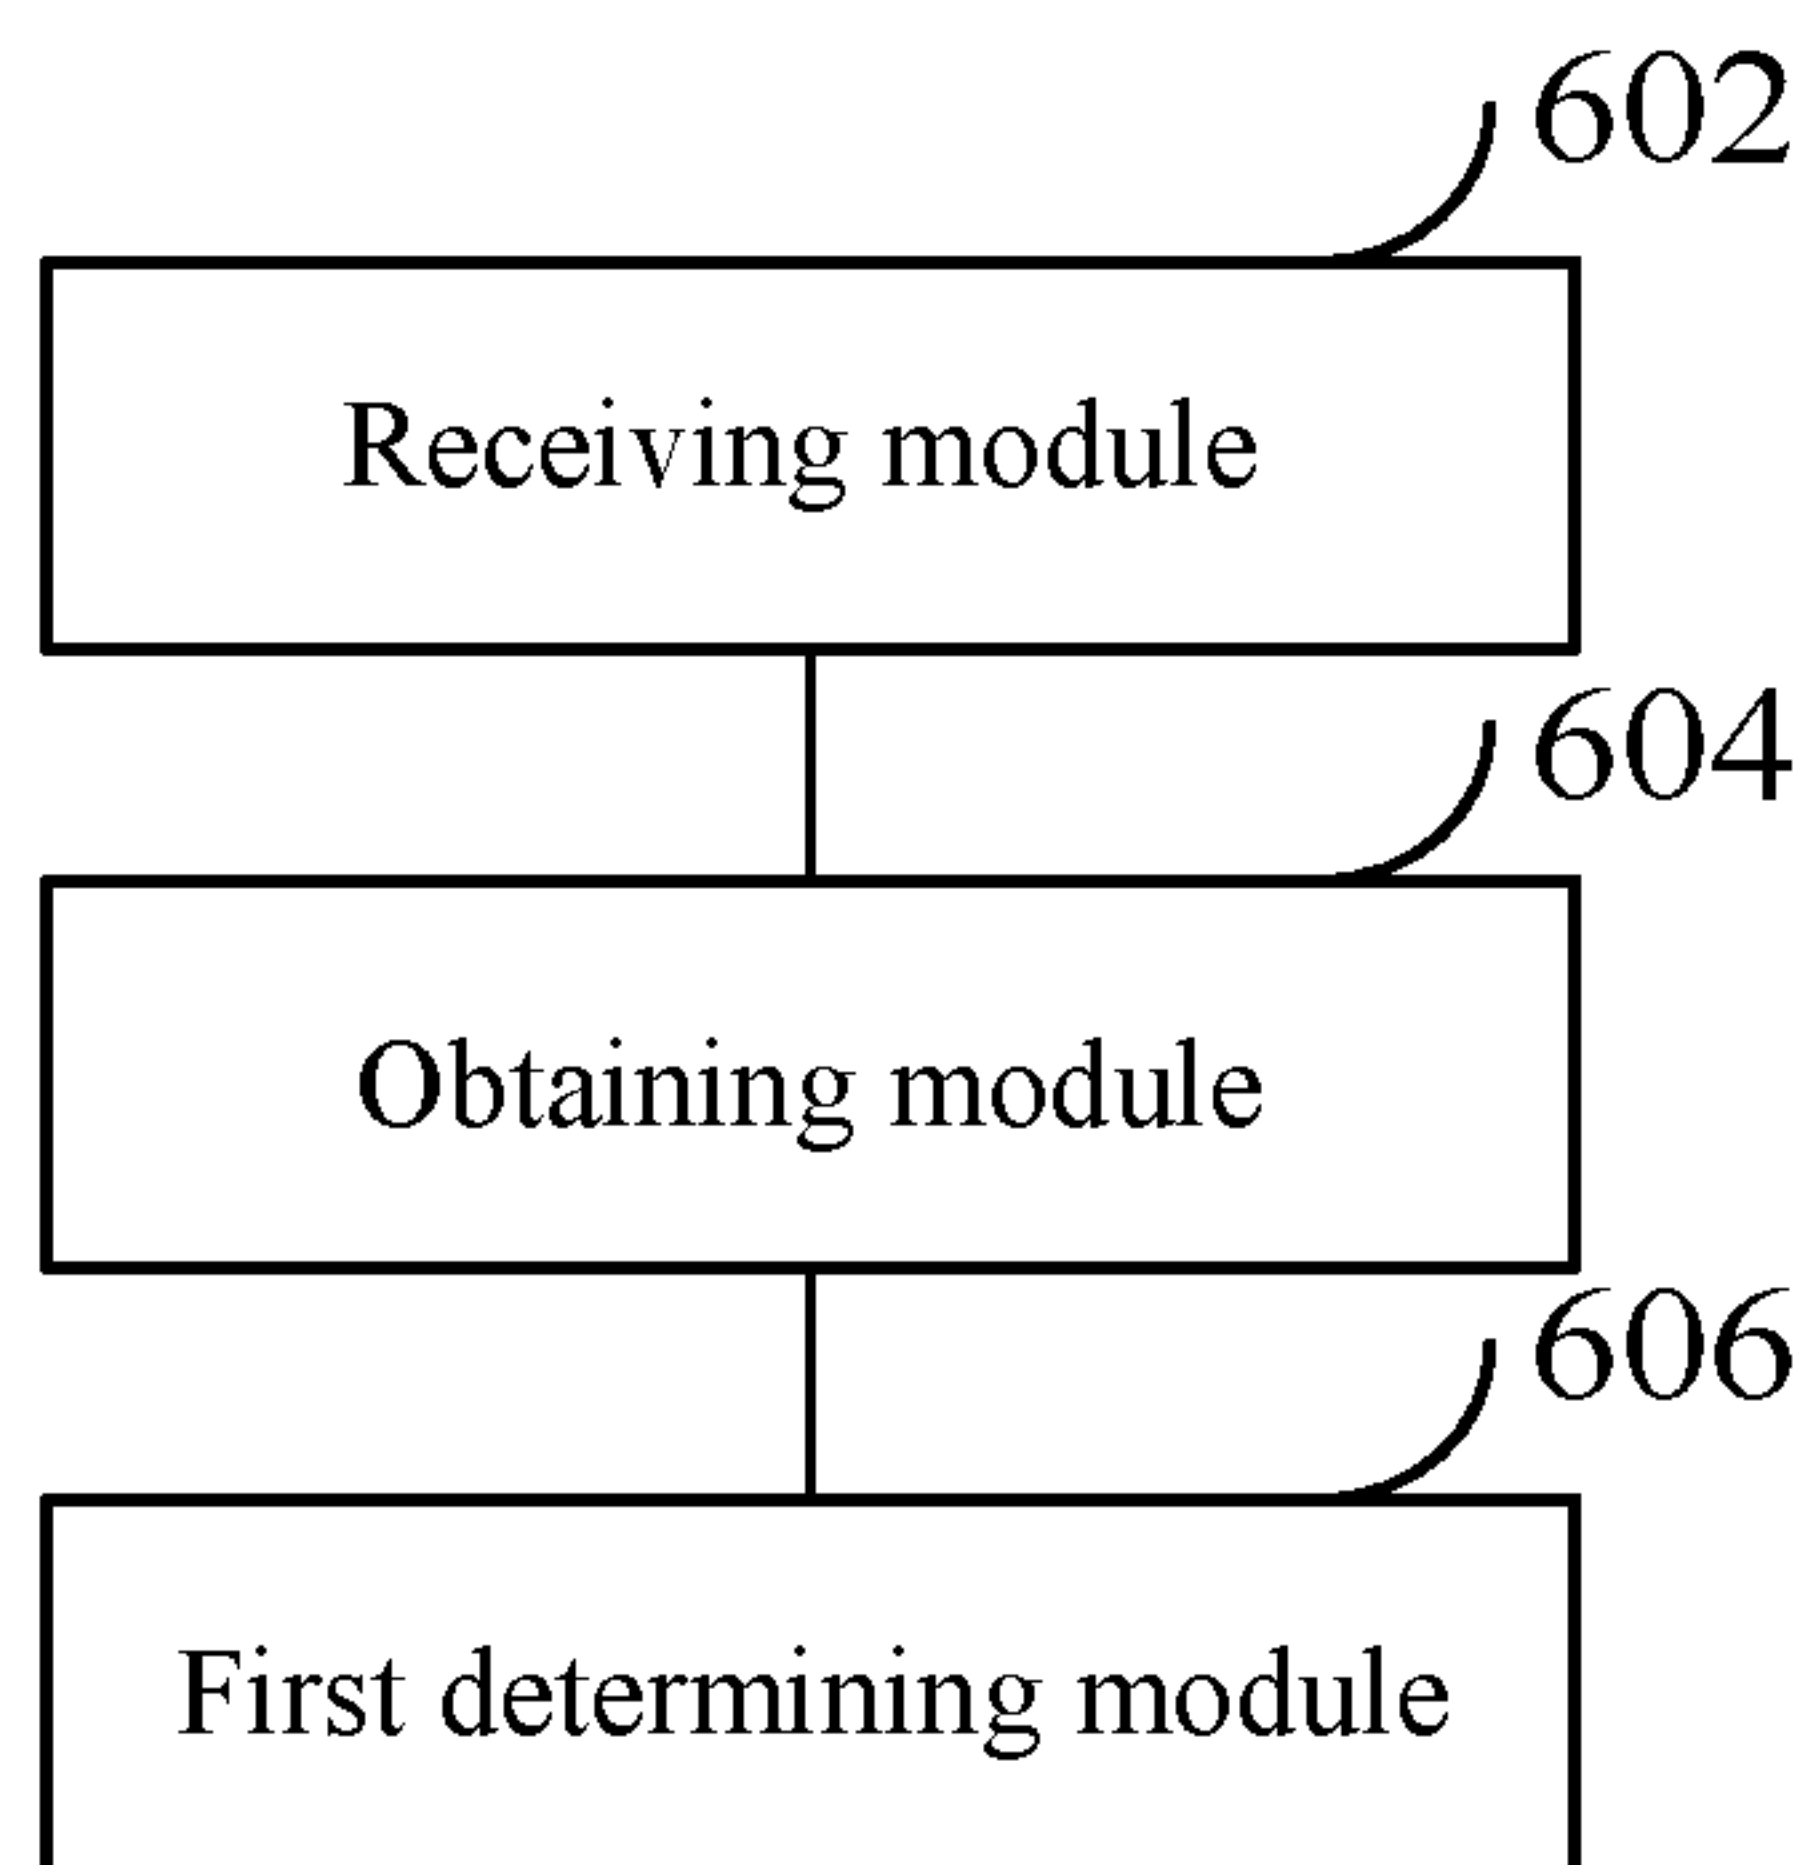 602
Receiving module
604
Obtaining module
606
First determining module